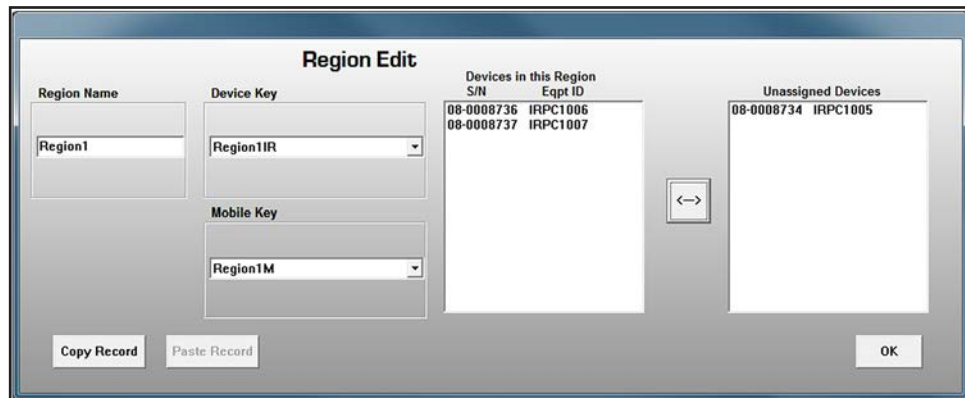 Region Edit
Region Name
Region1
Device Key
Region1IR
Mobile Key
Region1M
Devices in this Region
S/N Eqpt ID
08-0008736 IRPC1006
08-0008737 IRPC1007
<-->
Unassigned Devices
08-0008734 IRPC1005
Copy Record
Paste Record
OK